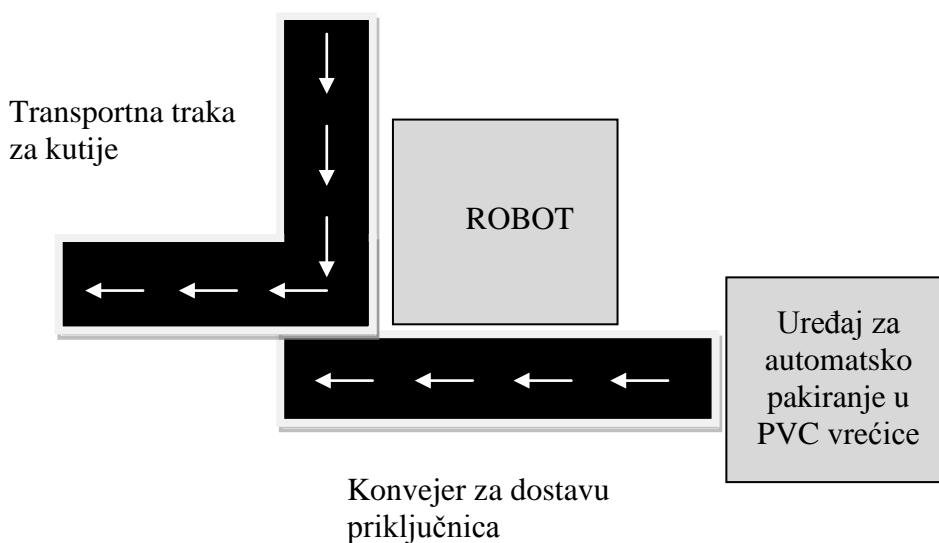 Transportna traka
za kutije
ROBOT
Uređaj za
automatsko
pakiranje u
PVC vrećice
Konvejer za dostavu
priključnica